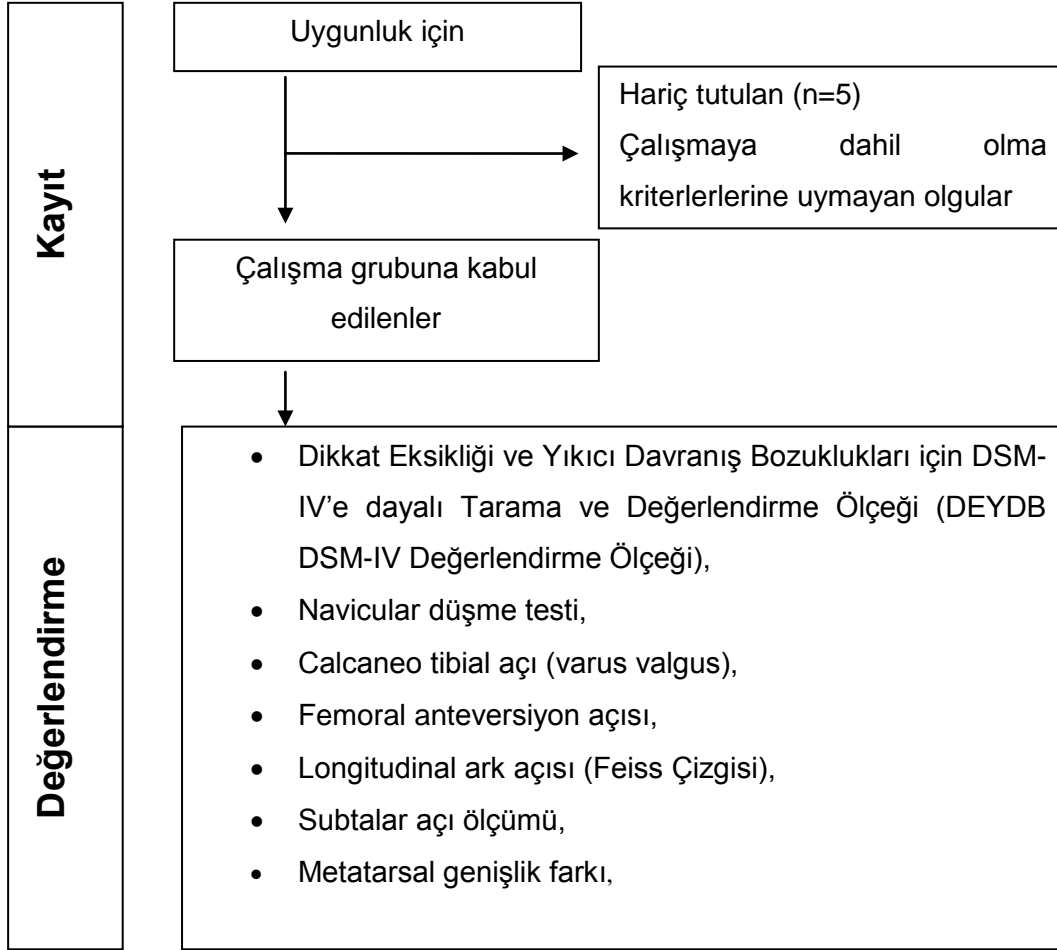 Kayıt
Uygunluk için
Hariç tutulan (n=5)
Çalışmaya dahil olma
kriterlerlerine uymayan olgular
Çalışma grubuna kabul
edilenler
Değerlendirme
• Dikkat Eksikliği ve Yıkıcı Davranış Bozuklukları için DSM-
IV’e dayalı Tarama ve Değerlendirme Ölçeği (DEYDB
DSM-IV Değerlendirme Ölçeği),
• Navicular düşme testi,
• Calcaneo tibial açı (varus valgus),
• Femoral anteversiyon açısı,
• Longitudinal ark açısı (Feiss Çizgisi),
• Subtalar açı ölçümü,
• Metatarsal genişlik farkı,